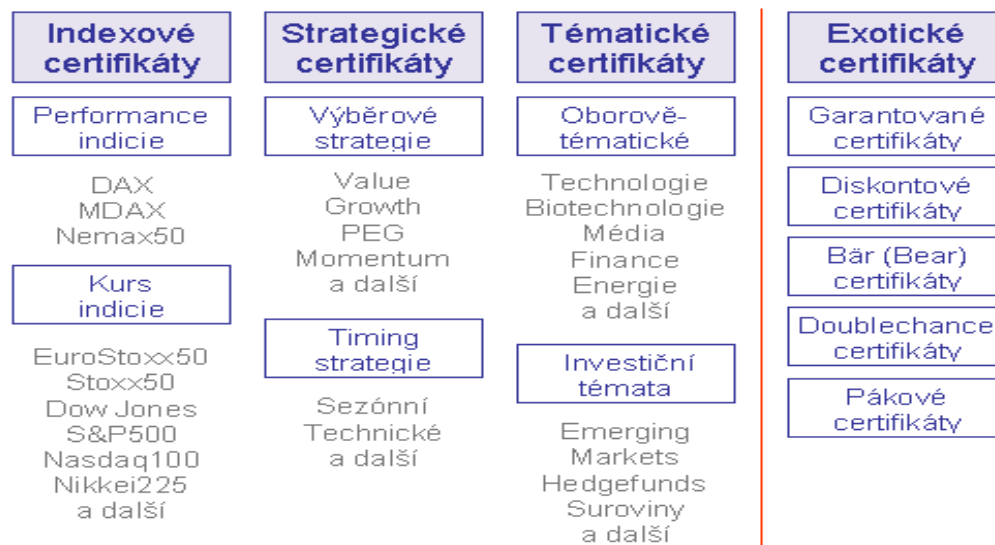 Indexové
certifikáty
Performance
indicie
DAX
MDAX
Nemax50
Kurs
indicie
EuroStoxx50
Stoxx50
Dow Jones
S&P500
Nasdaq100
Nikkei225
a další
Strategické
certifikáty
Výběrové
strategie
Value
Growth
PEG
Momentum
a další
Timing
strategie
Sezónní
Technické
a další
Tématické
certifikáty
Oborově-
tématické
Technologie
Biotechnologie
Média
Finance
Energie
a další
Investiční
témata
Emerging
Markets
Hedgefunds
Suroviny
a další
Exotické
certifikáty
Garantované
certifikáty
Diskontové
certifikáty
Bär (Bear)
certifikáty
Doublechance
certifikáty
Pákové
certifikáty